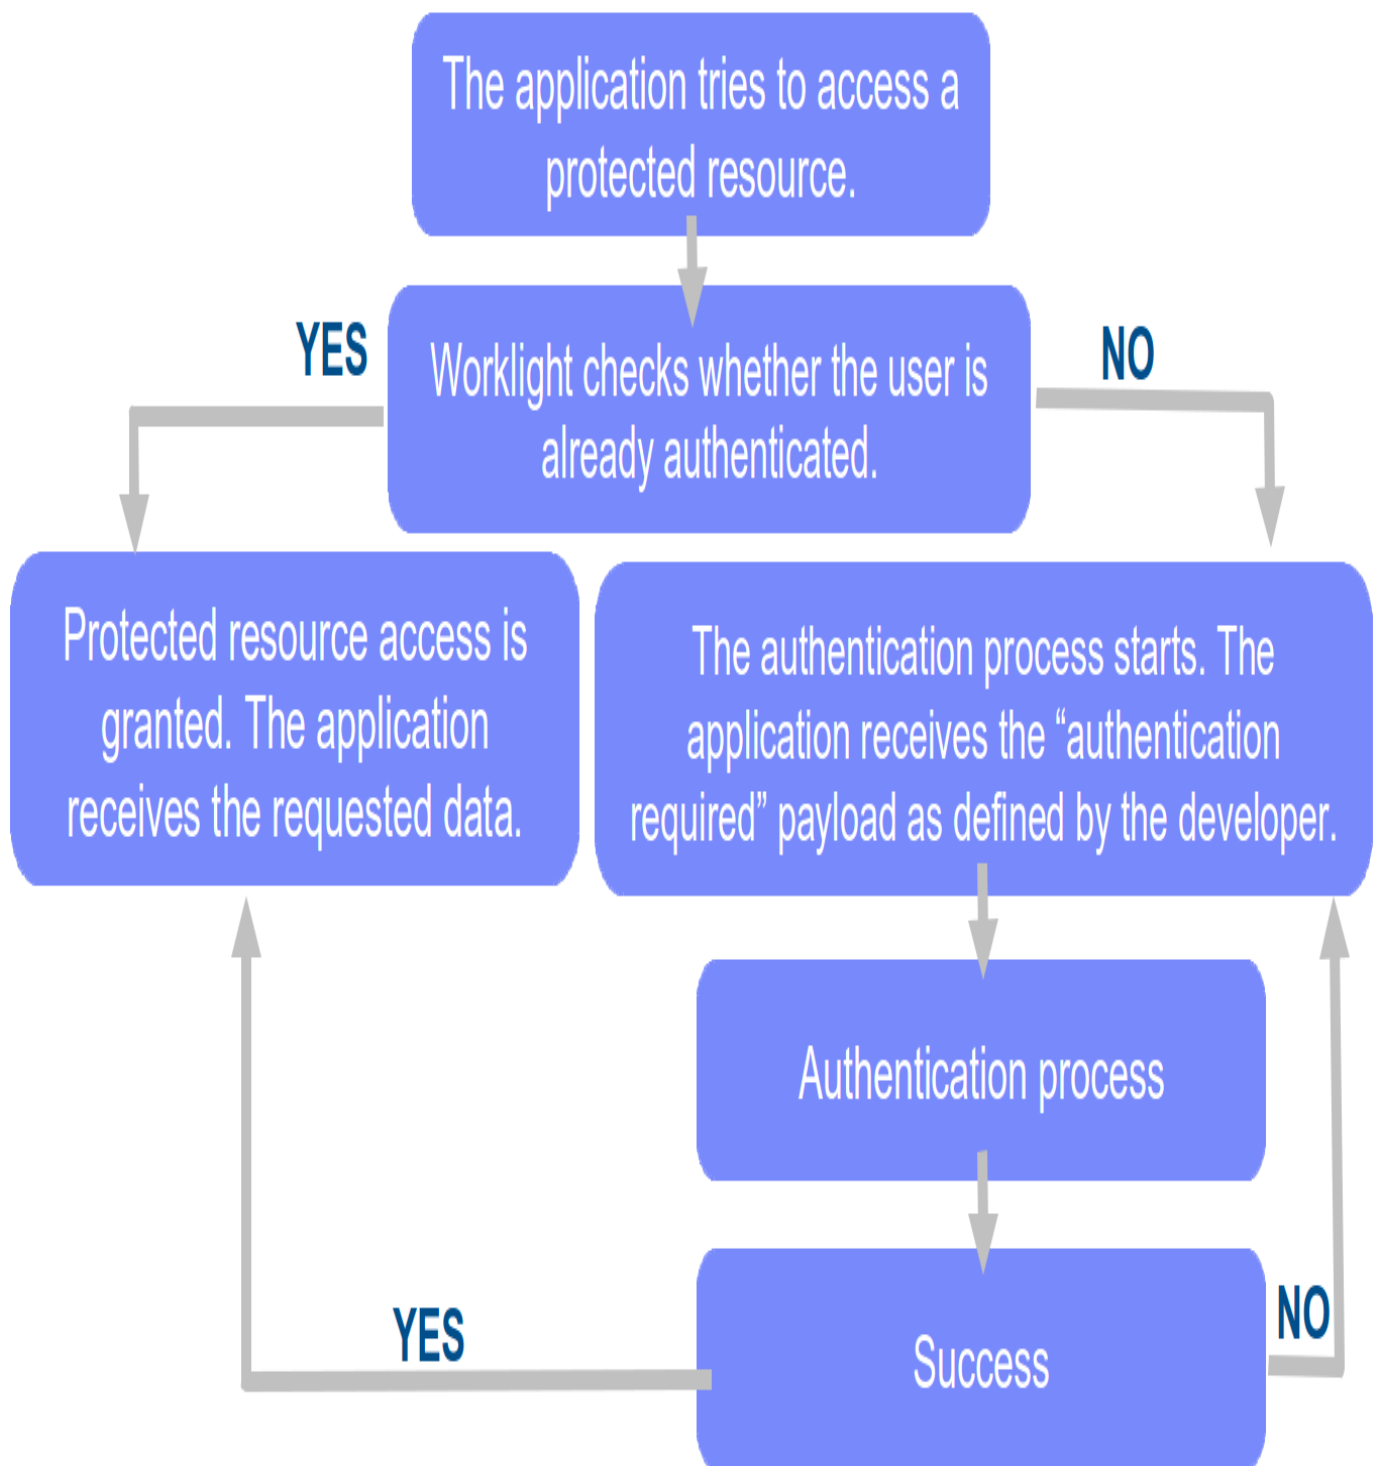 The application tries to access a
protected resource.
YES
NO
Worklight checks whether the user is
already authenticated.
Protected resource access is
granted. The application
receives the requested data.
The authentication process starts. The
application receives the “authentication
required” payload as defined by the developer.
Authentication process
YES
Success
NO